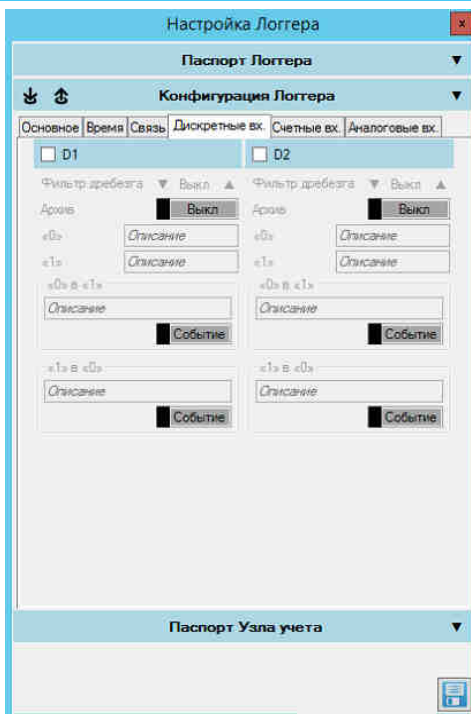 Настройка Логгера x
Паспорт Логгера ▼
Конфигурация Логгера ▼
Основное Время Связь Дискретные вх. Счетные вх. Аналоговые вх.
D1 D2
Фильтр дребезга ▼ Выкл ▲ Фильтр дребезга ▼ Выкл ▲
Архив Выкл Архив Выкл
«0» Описание «0» Описание
«1» Описание «1» Описание
«0» в «1» «0» в «1»
Описание Описание
Событие Событие
«1» в «0» «1» в «0»
Описание Описание
Событие Событие
Паспорт Узла учета ▼